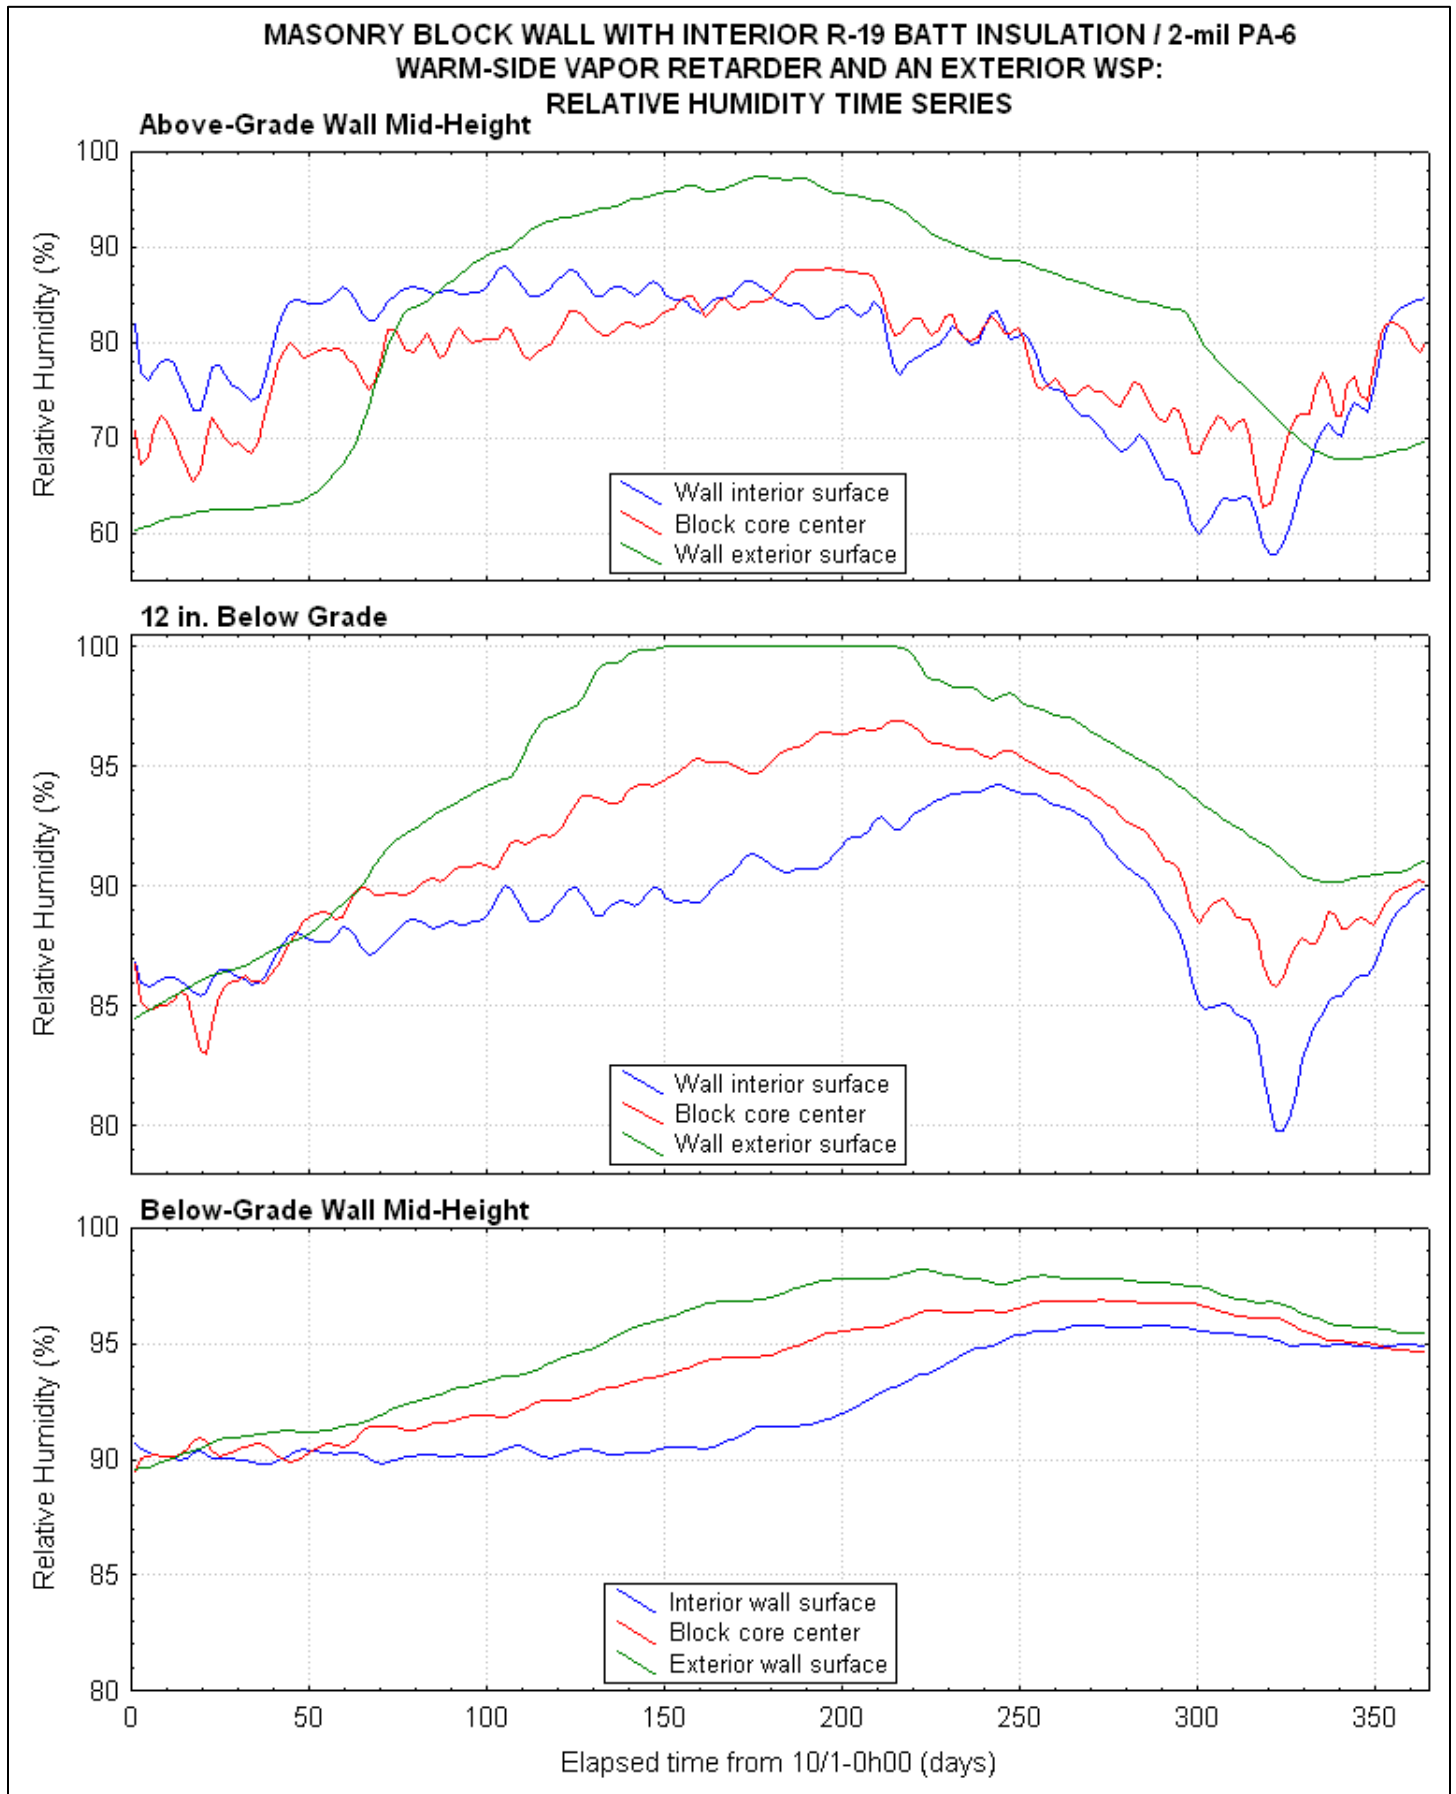 MASONRY BLOCK WALL WITH INTERIOR R-19 BATT INSULATION / 2-mil PA-6
WARM-SIDE VAPOR RETARDER AND AN EXTERIOR WSP:
RELATIVE HUMIDITY TIME SERIES
Above-Grade Wall Mid-Height
100
90
80
70
60
Relative Humidity (%)
Wall interior surface
Block core center
Wall exterior surface
12 in. Below Grade
100
95
90
85
80
Relative Humidity (%)
Wall interior surface
Block core center
Wall exterior surface
Below-Grade Wall Mid-Height
100
95
90
85
80
Relative Humidity (%)
Interior wall surface
Block core center
Exterior wall surface
0 50 100 150 200 250 300 350
Elapsed time from 10/1-0h00 (days)